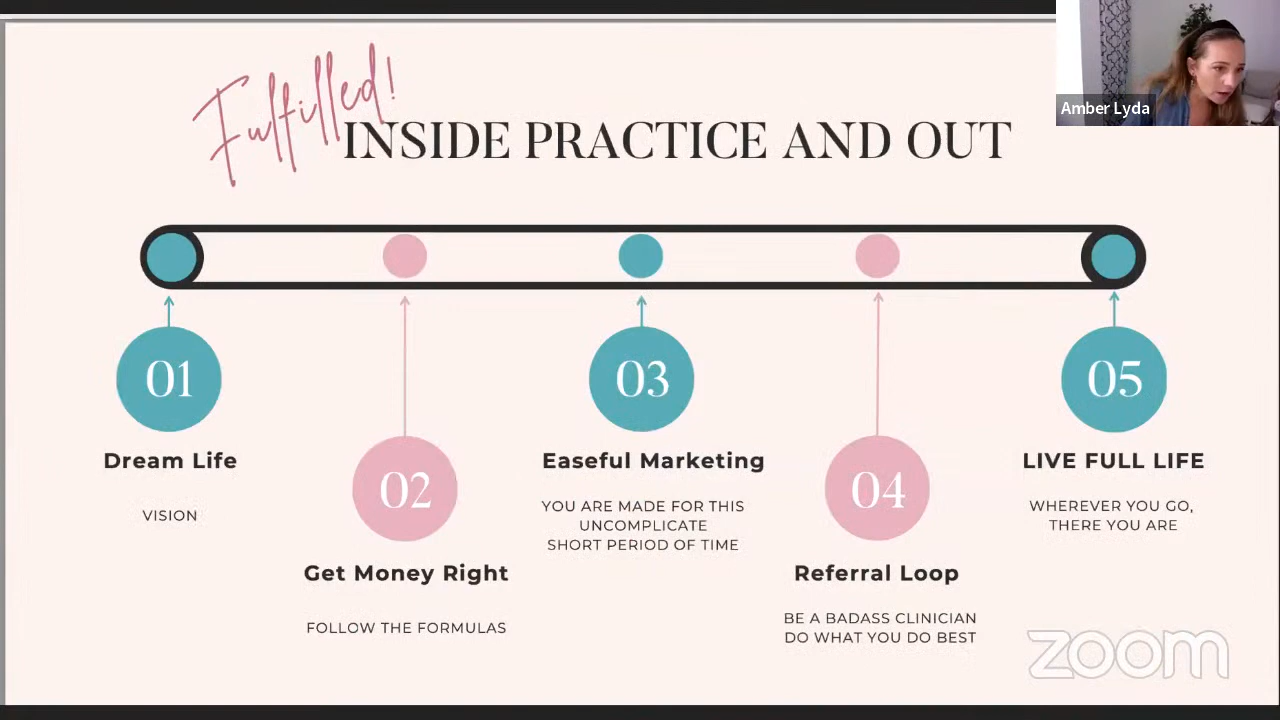 Fulfilled!
INSIDE PRACTICE AND OUT
Amber Lyda
01
Dream Life
VISION
02
Get Money Right
FOLLOW THE FORMULAS
03
Easeful Marketing
YOU ARE MADE FOR THIS
UNCOMPLICATE
SHORT PERIOD OF TIME
04
Referral Loop
BE A BADASS CLINICIAN
DO WHAT YOU DO BEST
05
LIVE FULL LIFE
WHEREVER YOU GO,
THERE YOU ARE
zoom